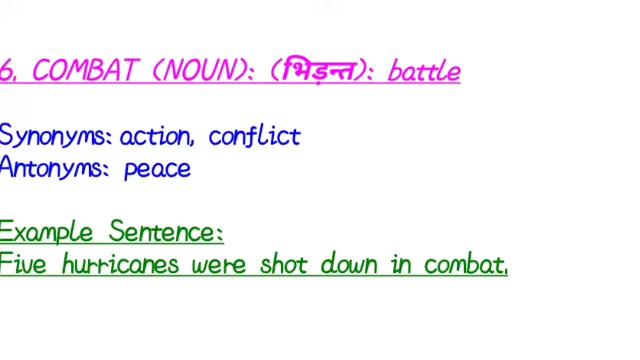 6. COMBAT (NOUN): (भिड़न्त): battle
Synonyms: action, conflict
Antonyms: peace
Example Sentence:
Five hurricanes were shot down in combat.